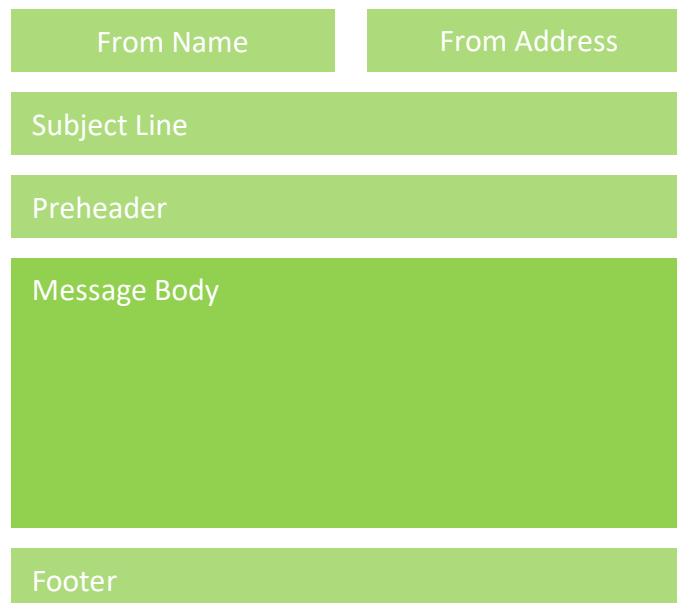 From Name
From Address
Subject Line
Preheader
Message Body
Footer